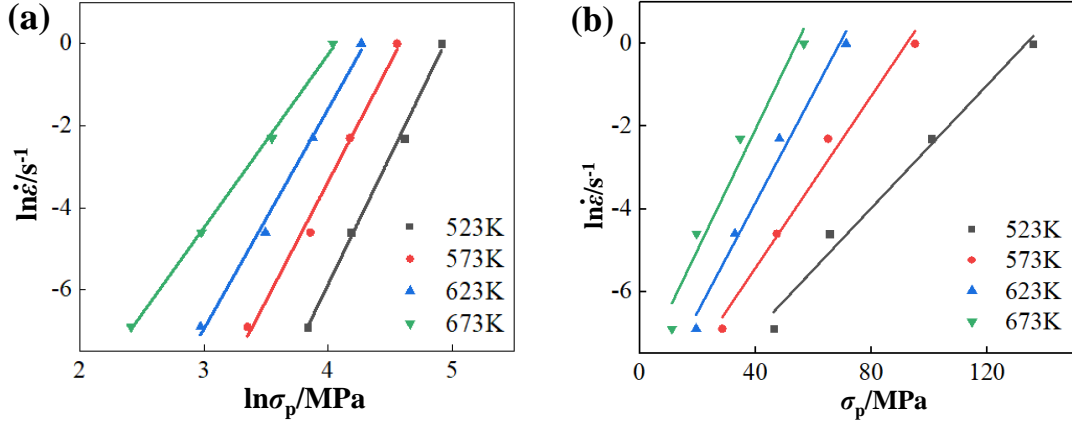 (a)
lnε̇/s⁻¹
0
-2
-4
-6
523K
573K
623K
673K
2
3
4
5
lnσₚ/MPa
(b)
lnε̇/s⁻¹
0
-2
-4
-6
523K
573K
623K
673K
0
40
80
120
σₚ/MPa